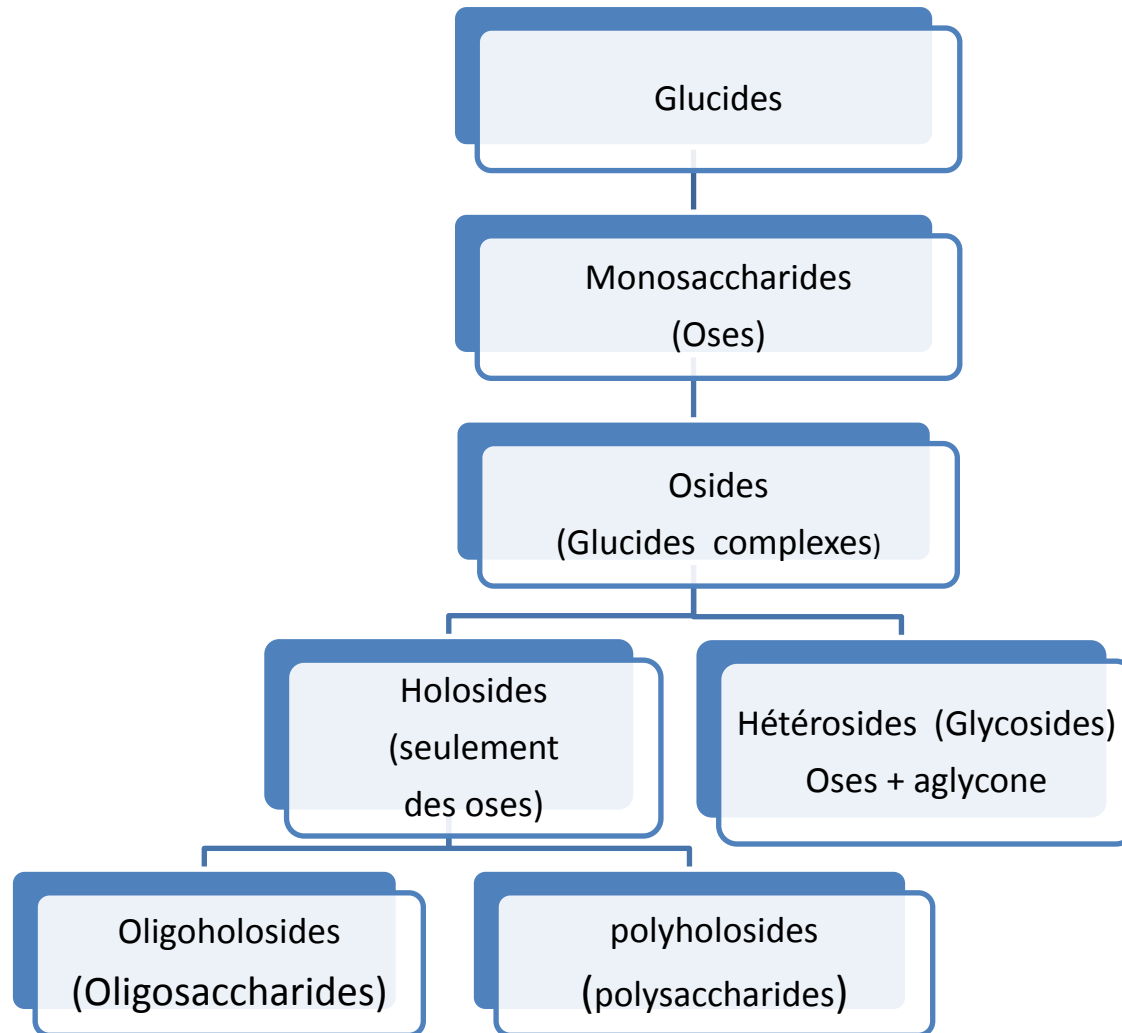 Glucides
Monosaccharides
(Oses)
Osides
(Glucides complexes)
Holosides
(seulement
des oses)
Hétérosides (Glycosides)
Oses + aglycone
Oligoholosides
(Oligosaccharides)
polyholosides
(polysaccharides)